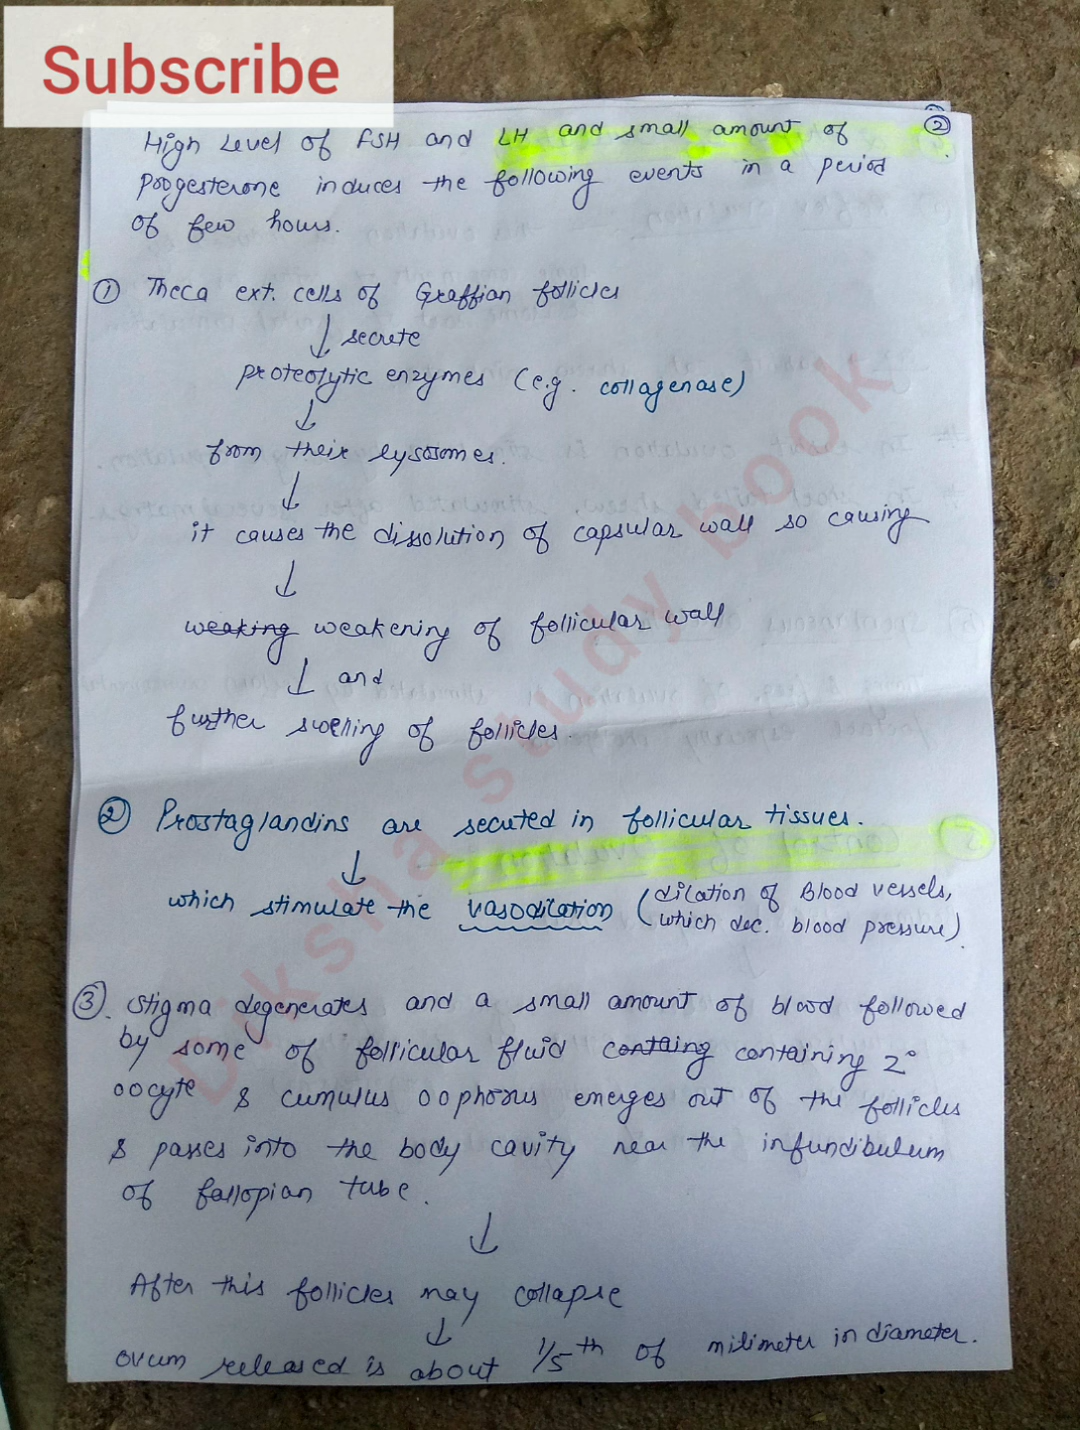 Subscribe
②
High Level of FSH and LH and small amount of
Progesterone induces the following events in a period
of few hours.
① Theca ext. cells of Graffian follicles
↓ secrete
proteolytic enzymes (e.g. collagenase)
↓
from their lysosomes.
↓
it causes the dissolution of capsular wall so causing
↓
weaking weakening of follicular wall
↓ and
further swelling of follicles.
② Prostaglandins are secreted in follicular tissues.
↓
which stimulate the vasodilation (dilation of Blood vessels,
which dec. blood pressure).
③. Stigma degenerates and a small amount of blood followed
by some of follicular fluid containg containing 2°
oocyte & cumulus oophorus emerges out of the follicles
& passes into the body cavity near the infundibulum
of fallopian tube.
↓
After this follicles may collapse
↓
ovum released is about 1/5th of milimeter in diameter.
Diksha study book